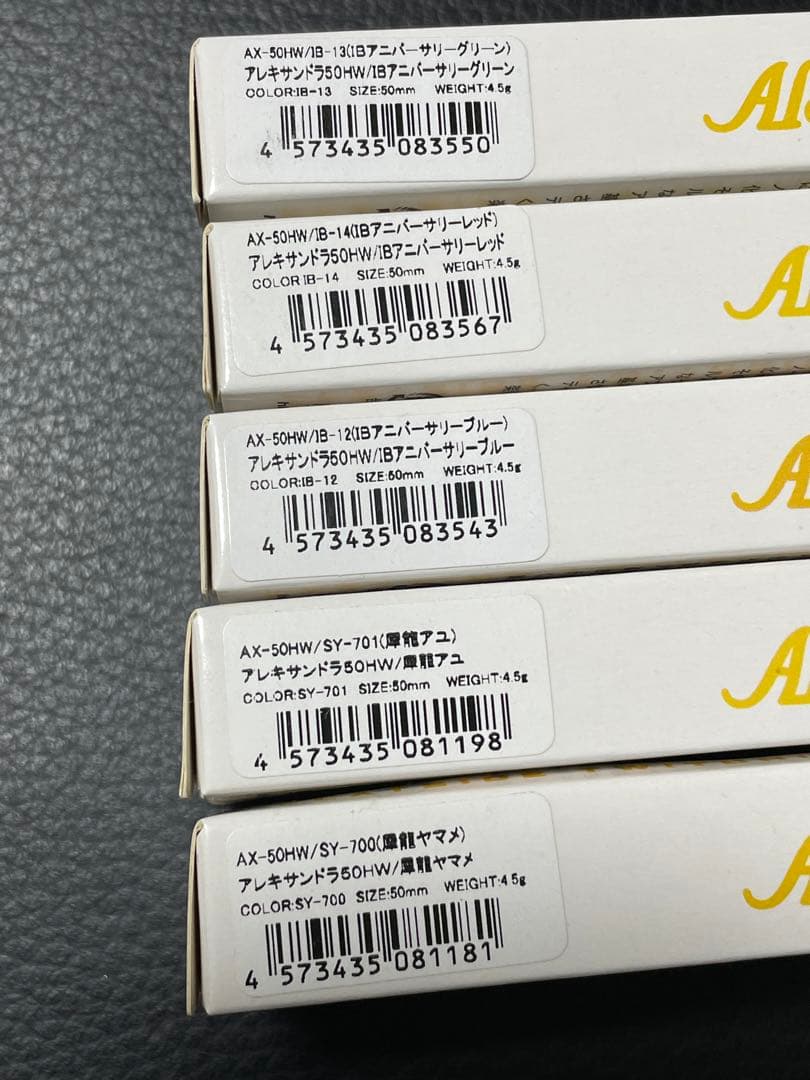 AX-50HW/IB-13(IBアニバーサリーグリーン)
アレキサンドラ50HW/IBアニバーサリーグリーン
COLOR:IB-13 SIZE:50mm WEIGHT:4.5g
4 573435 083550
AX-50HW/IB-14(IBアニバーサリーレッド)
アレキサンドラ50HW/IBアニバーサリーレッド
COLOR:IB-14 SIZE:50mm WEIGHT:4.5g
4 573435 083567
AX-50HW/IB-12(IBアニバーサリーブルー)
アレキサンドラ50HW/IBアニバーサリーブルー
COLOR:IB-12 SIZE:50mm WEIGHT:4.5g
4 573435 083543
AX-50HW/SY-701(蜃龍アユ)
アレキサンドラ50HW/蜃龍アユ
COLOR:SY-701 SIZE:50mm WEIGHT:4.5g
4 573435 081198
AX-50HW/SY-700(蜃龍ヤマメ)
アレキサンドラ50HW/蜃龍ヤマメ
COLOR:SY-700 SIZE:50mm WEIGHT:4.5g
4 573435 081181